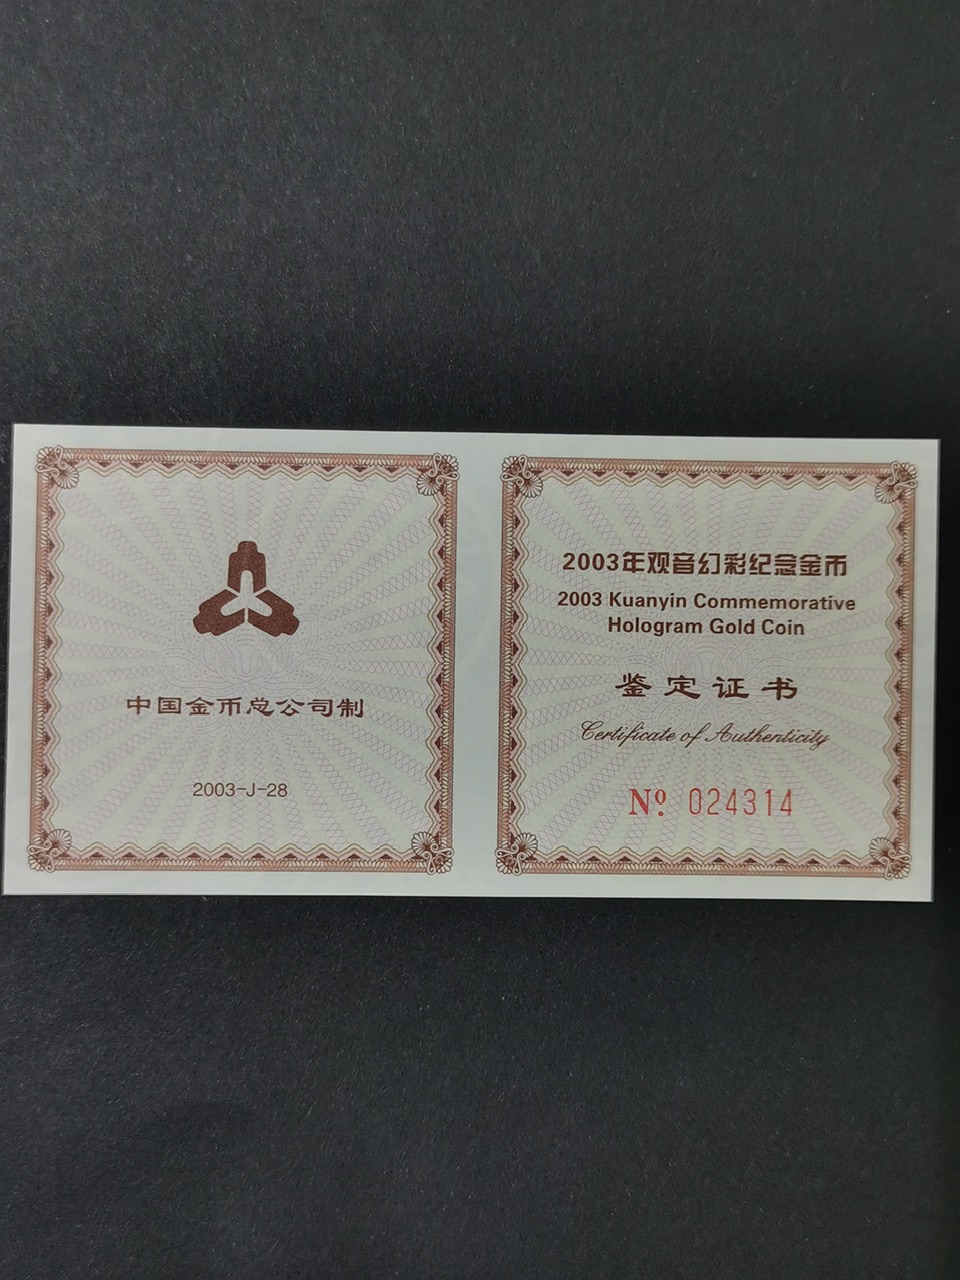 中国金币总公司制
2003-J-28
2003年观音幻彩纪念金币
2003 Kuanyin Commemorative
Hologram Gold Coin
鉴定证书
Certificate of Authenticity
Nº 024314